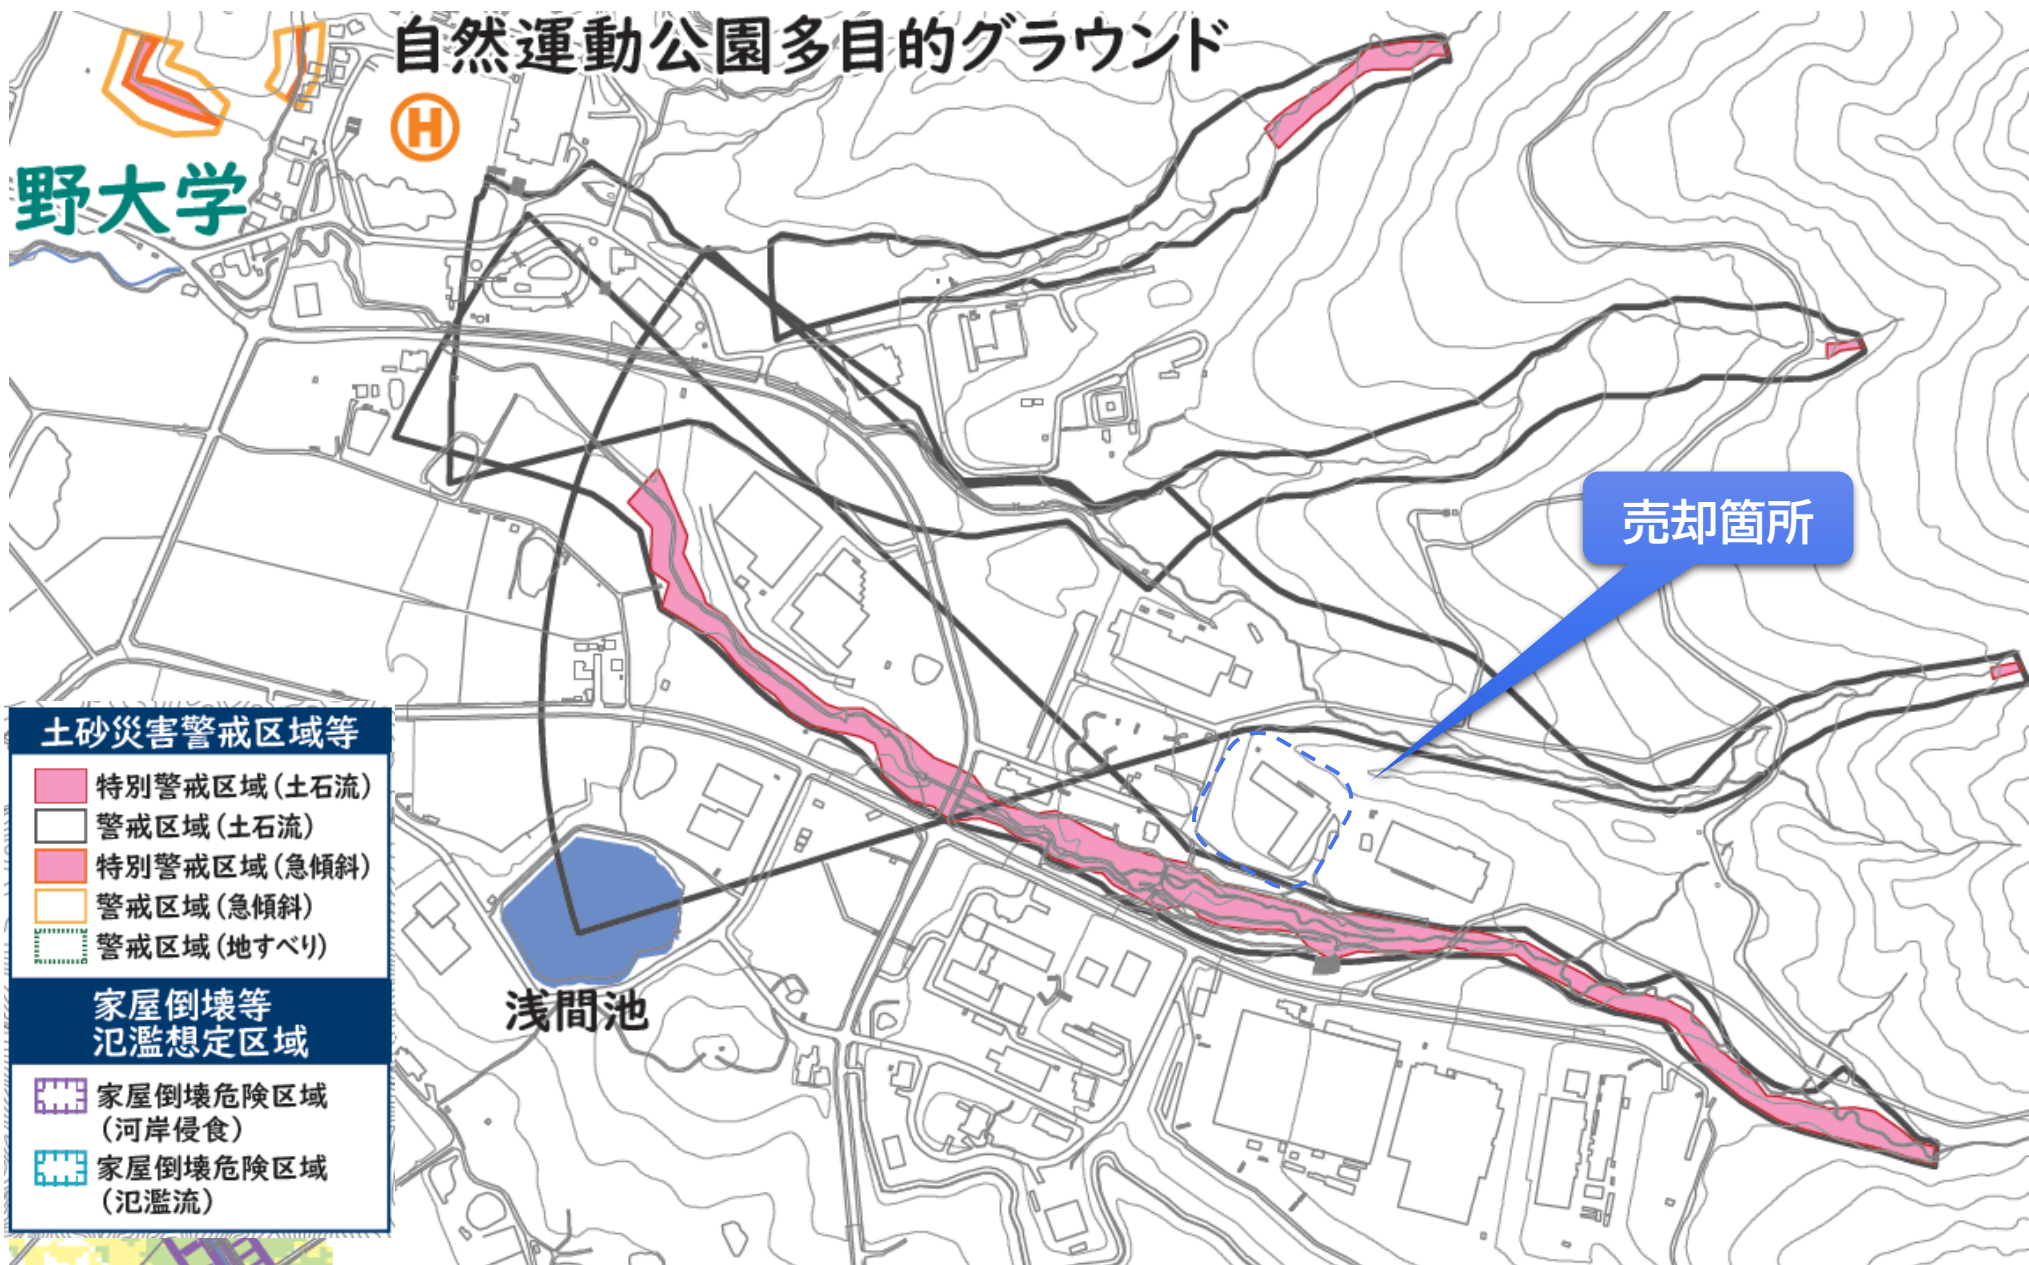 自然運動公園多目的グラウンド
H
野大学
売却箇所
土砂災害警戒区域等
特別警戒区域(土石流)
警戒区域(土石流)
特別警戒区域(急傾斜)
警戒区域(急傾斜)
警戒区域(地すべり)
家屋倒壊等
氾濫想定区域
家屋倒壊危険区域
(河岸侵食)
家屋倒壊危険区域
(氾濫流)
浅間池